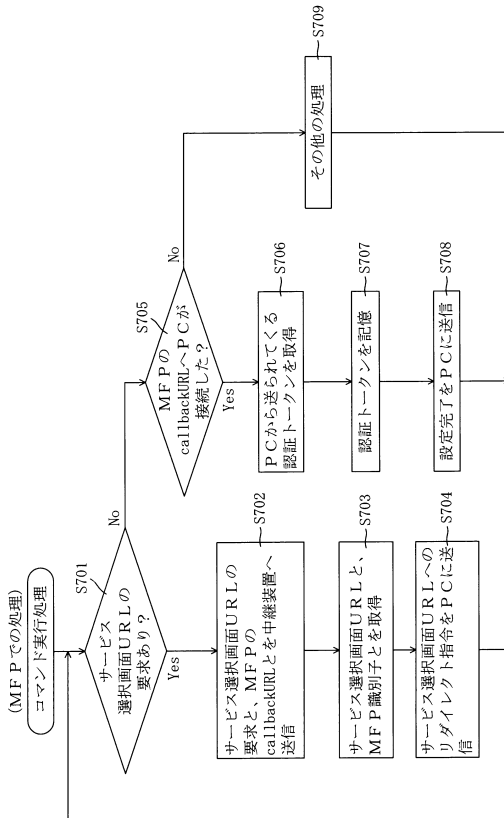 (MFPでの処理)
コマンド実行処理
S701
サービス
選択画面URLの
要求あり?
No
Yes
S702
サービス選択画面URLの
要求と、MFPの
callbackURLとを中継装置へ
送信
S703
サービス選択画面URLと、
MFP識別子とを取得
S704
サービス選択画面URLへの
リダイレクト指令をPCに送
信
S705
MFPの
callbackURLへPCが
接続した?
No
Yes
S706
PCから送られてくる
認証トークンを取得
S707
認証トークンを記憶
S708
設定完了をPCに送信
S709
その他の処理